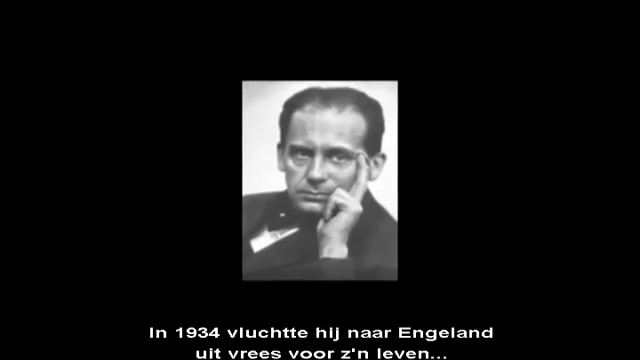 In 1934 vluchtte hij naar Engeland
uit vrees voor z'n leven...